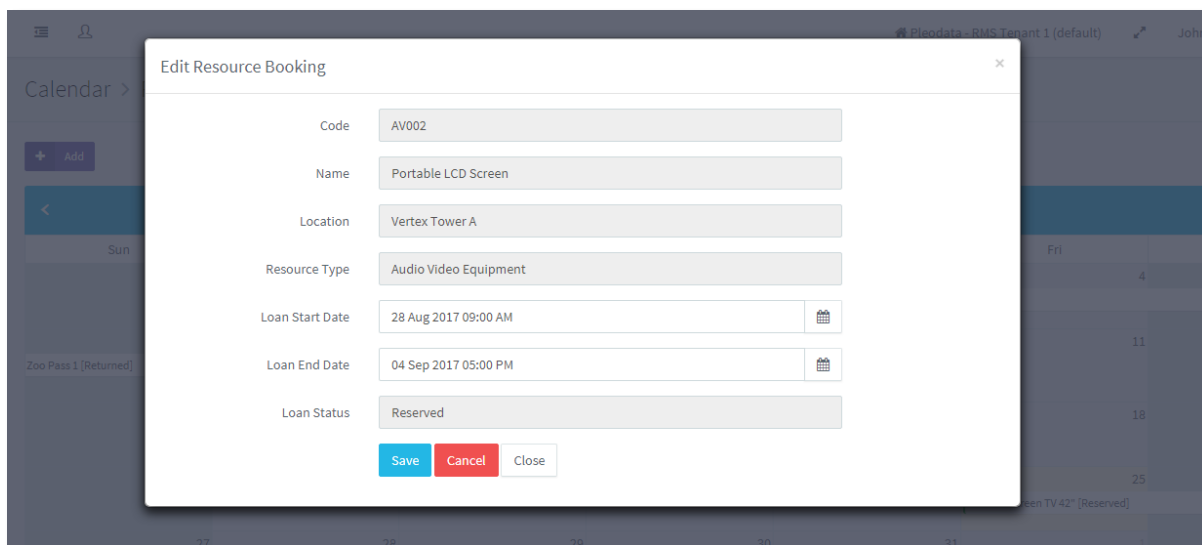 Pleodata - RMS Tenant 1 (default)
John
Edit Resource Booking
×
Calendar >
Code
AV002
+ Add
Name
Portable LCD Screen
<
Location
Vertex Tower A
Sun
Fri
Resource Type
Audio Video Equipment
4
Loan Start Date
28 Aug 2017 09:00 AM
11
Loan End Date
04 Sep 2017 05:00 PM
Zoo Pass 1 [Returned]
Loan Status
Reserved
18
Save
Cancel
Close
25
reen TV 42" [Reserved]
27
28
29
30
31